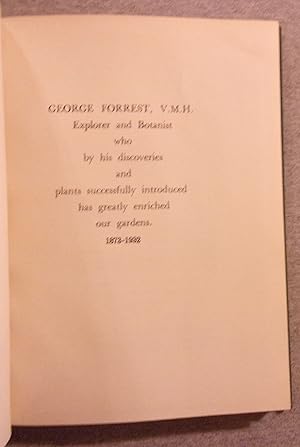 GEORGE FORREST, V.M.H.
Explorer and Botanist
who
by his discoveries
and
plants successfully introduced
has greatly enriched
our gardens.
1873-1932